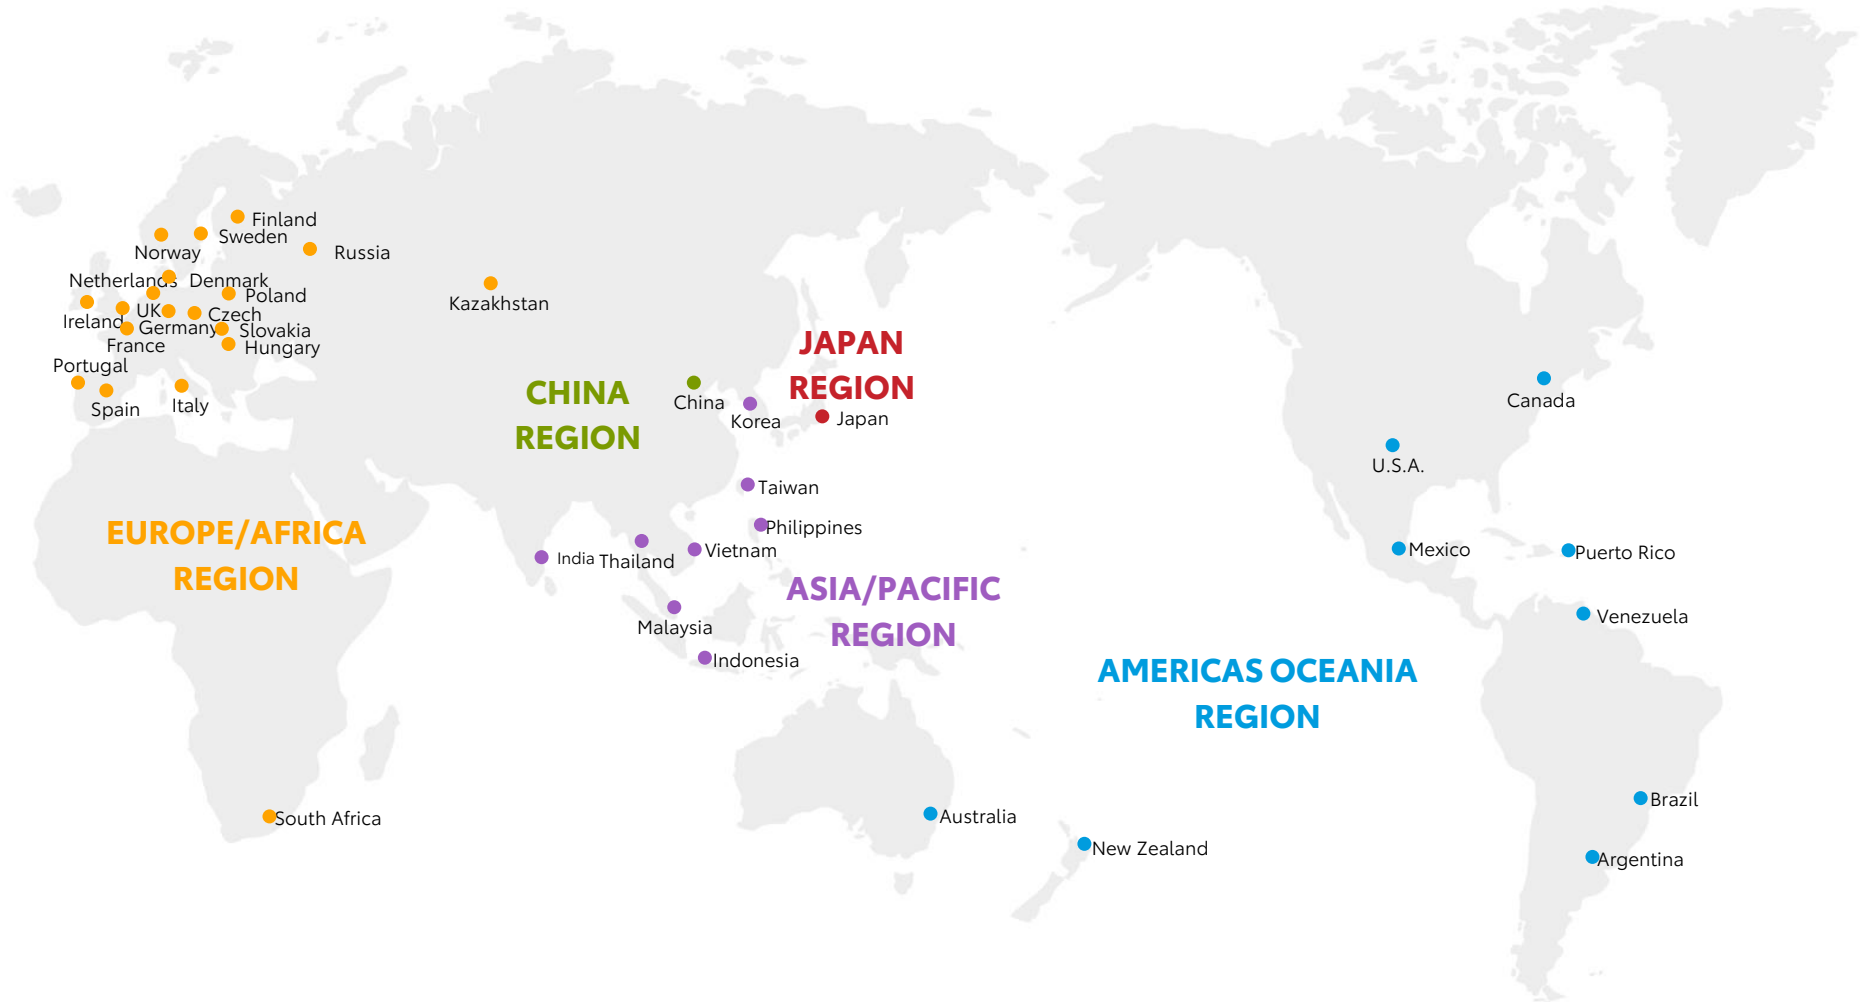 Finland
Sweden
Norway
Russia
Netherlands
Denmark
Poland
Kazakhstan
Ireland
UK
Czech
Germany
Slovakia
France
Hungary
Portugal
Spain
Italy
JAPAN
REGION
Japan
CHINA
REGION
China
Korea
Canada
U.S.A.
Taiwan
Philippines
EUROPE/AFRICA
REGION
India
Thailand
Vietnam
Mexico
Puerto Rico
ASIA/PACIFIC
REGION
Malaysia
Indonesia
Venezuela
AMERICAS OCEANIA
REGION
South Africa
Australia
New Zealand
Brazil
Argentina